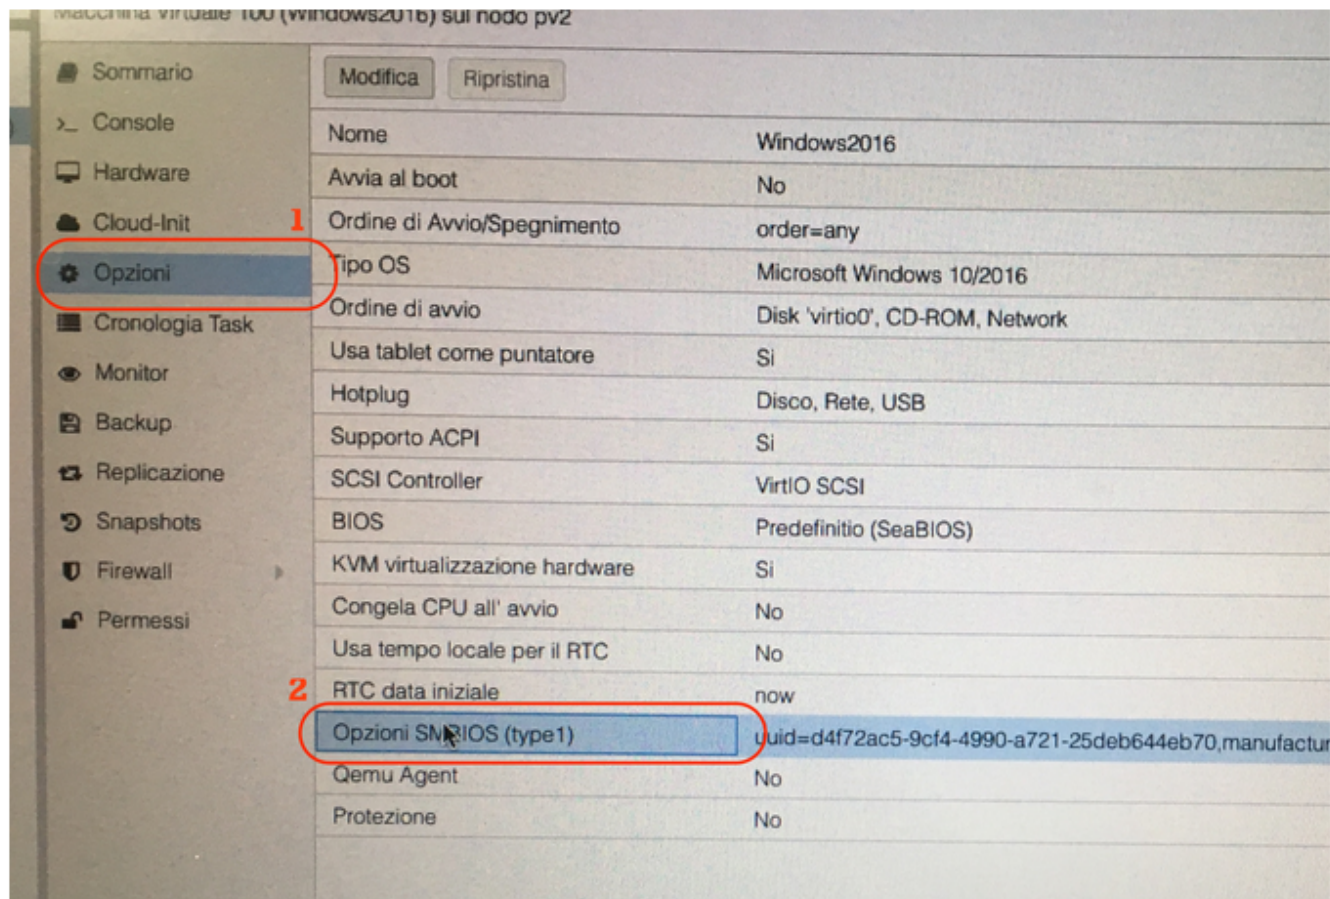 Macchina Virtuale 100 (Windows2016) sul nodo pv2
Sommario
Console
Hardware
Cloud-Init
1
Opzioni
Cronologia Task
Monitor
Backup
Replicazione
Snapshots
Firewall
Permessi
Modifica Ripristina
Nome Windows2016
Avvia al boot No
Ordine di Avvio/Spegnimento order=any
Tipo OS Microsoft Windows 10/2016
Ordine di avvio Disk 'virtio0', CD-ROM, Network
Usa tablet come puntatore Si
Hotplug Disco, Rete, USB
Supporto ACPI Si
SCSI Controller VirtIO SCSI
BIOS Predefinitio (SeaBIOS)
KVM virtualizzazione hardware Si
Congela CPU all' avvio No
Usa tempo locale per il RTC No
2
RTC data iniziale now
Opzioni SMBIOS (type1) uuid=d4f72ac5-9cf4-4990-a721-25deb644eb70,manufactur
Qemu Agent No
Protezione No